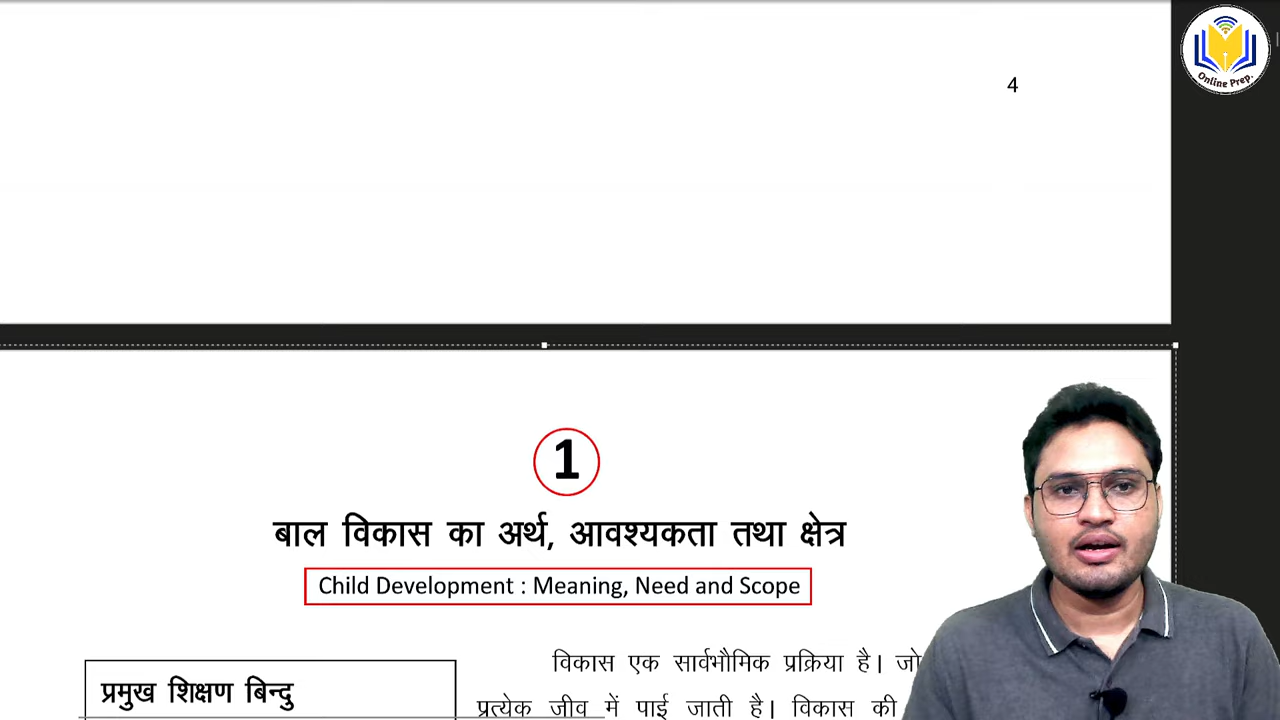 Online Prep.
4
1
बाल विकास का अर्थ, आवश्यकता तथा क्षेत्र
Child Development : Meaning, Need and Scope
प्रमुख शिक्षण बिन्दु
विकास एक सार्वभौमिक प्रक्रिया है। जो
प्रत्येक जीव में पाई जाती है। विकास की